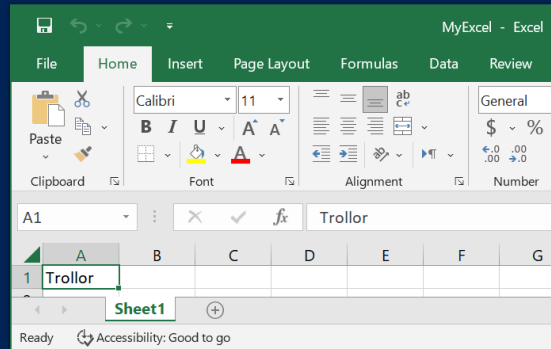 MyExcel - Excel
File Home Insert Page Layout Formulas Data Review
Calibri 11 ab c General
Paste B I U A A $ %
A .00 .0 .00 .0
Clipboard Font Alignment Number
A1 fx Trollor
A B C D E F G
1 Trollor
Sheet1
Ready Accessibility: Good to go